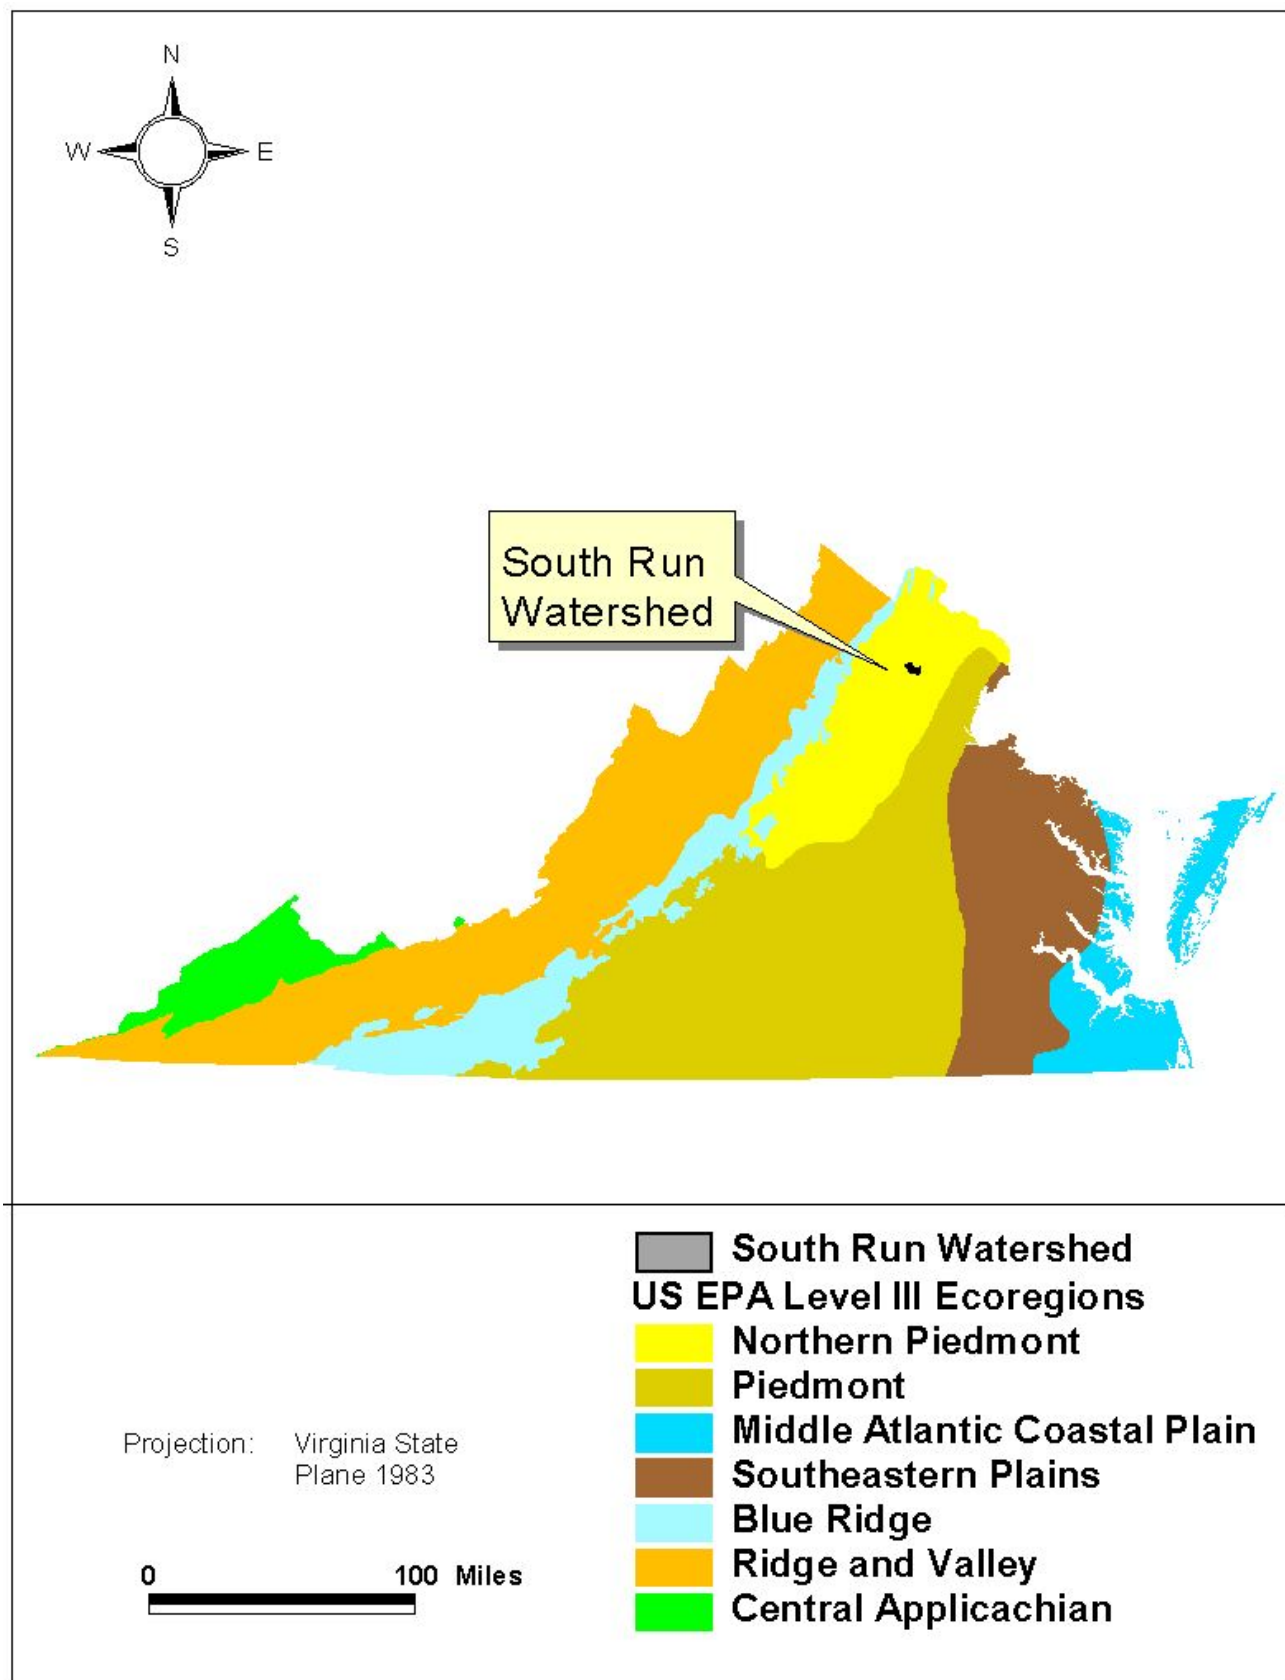 N
W E
S
South Run
Watershed
South Run Watershed
US EPA Level III Ecoregions
Northern Piedmont
Piedmont
Middle Atlantic Coastal Plain
Southeastern Plains
Blue Ridge
Ridge and Valley
Central Applicachian
Projection: Virginia State
Plane 1983
0 100 Miles